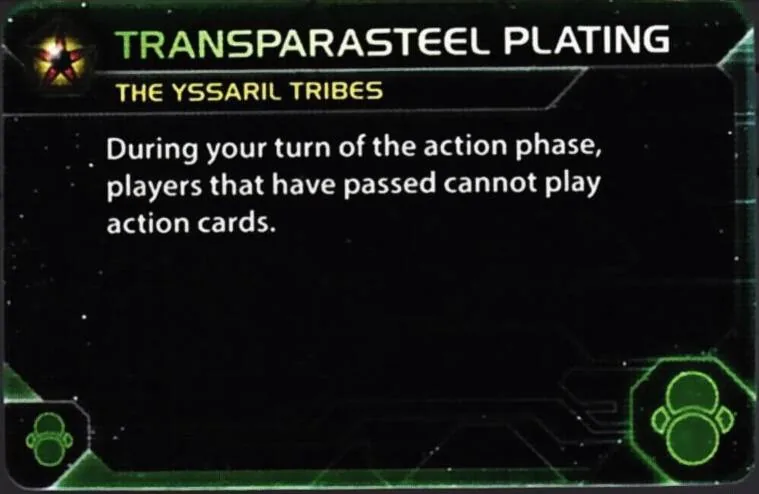 TRANSPARASTEEL PLATING
THE YSSARIL TRIBES
During your turn of the action phase,
players that have passed cannot play
action cards.